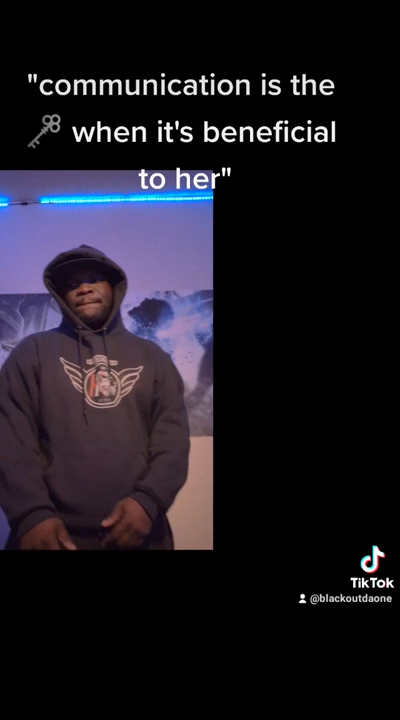 "communication is the
🗝 when it's beneficial
to her"
TikTok
@blackoutdaone